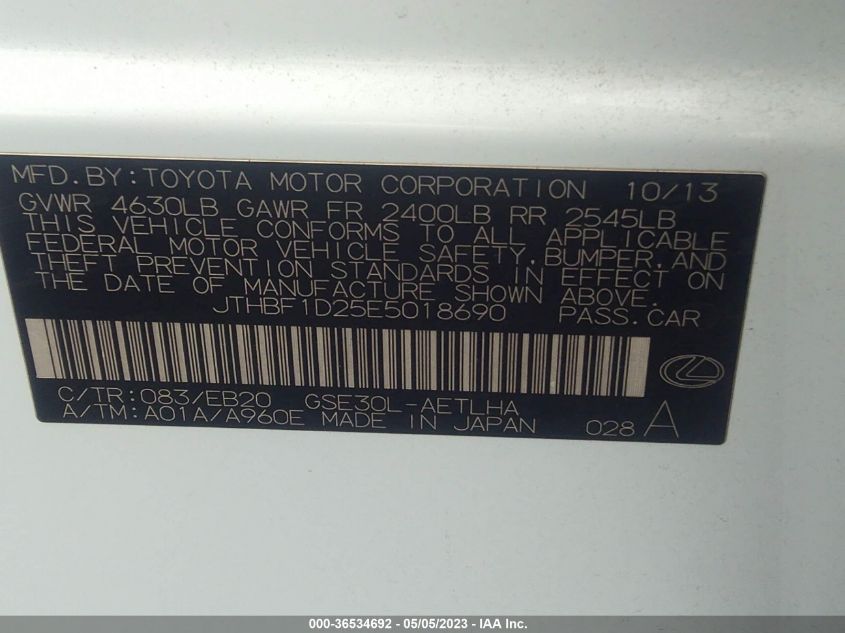 MFD.BY:TOYOTA MOTOR CORPORATION 10/13
GVWR 4630LB GAWR FR 2400LB RR 2545LB
THIS VEHICLE CONFORMS TO ALL APPLICABLE
FEDERAL MOTOR VEHICLE SAFETY,BUMPER,AND
THEFT PREVENTION STANDARDS IN EFFECT ON
THE DATE OF MANUFACTURE SHOWN ABOVE.
JTHBF1D25E5018690 PASS.CAR
C/TR:083/EB20 GSE30L-AETLHA
A/TM:A01A/A960E MADE IN JAPAN 028 A
000-36534692 - 05/05/2023 - IAA Inc.